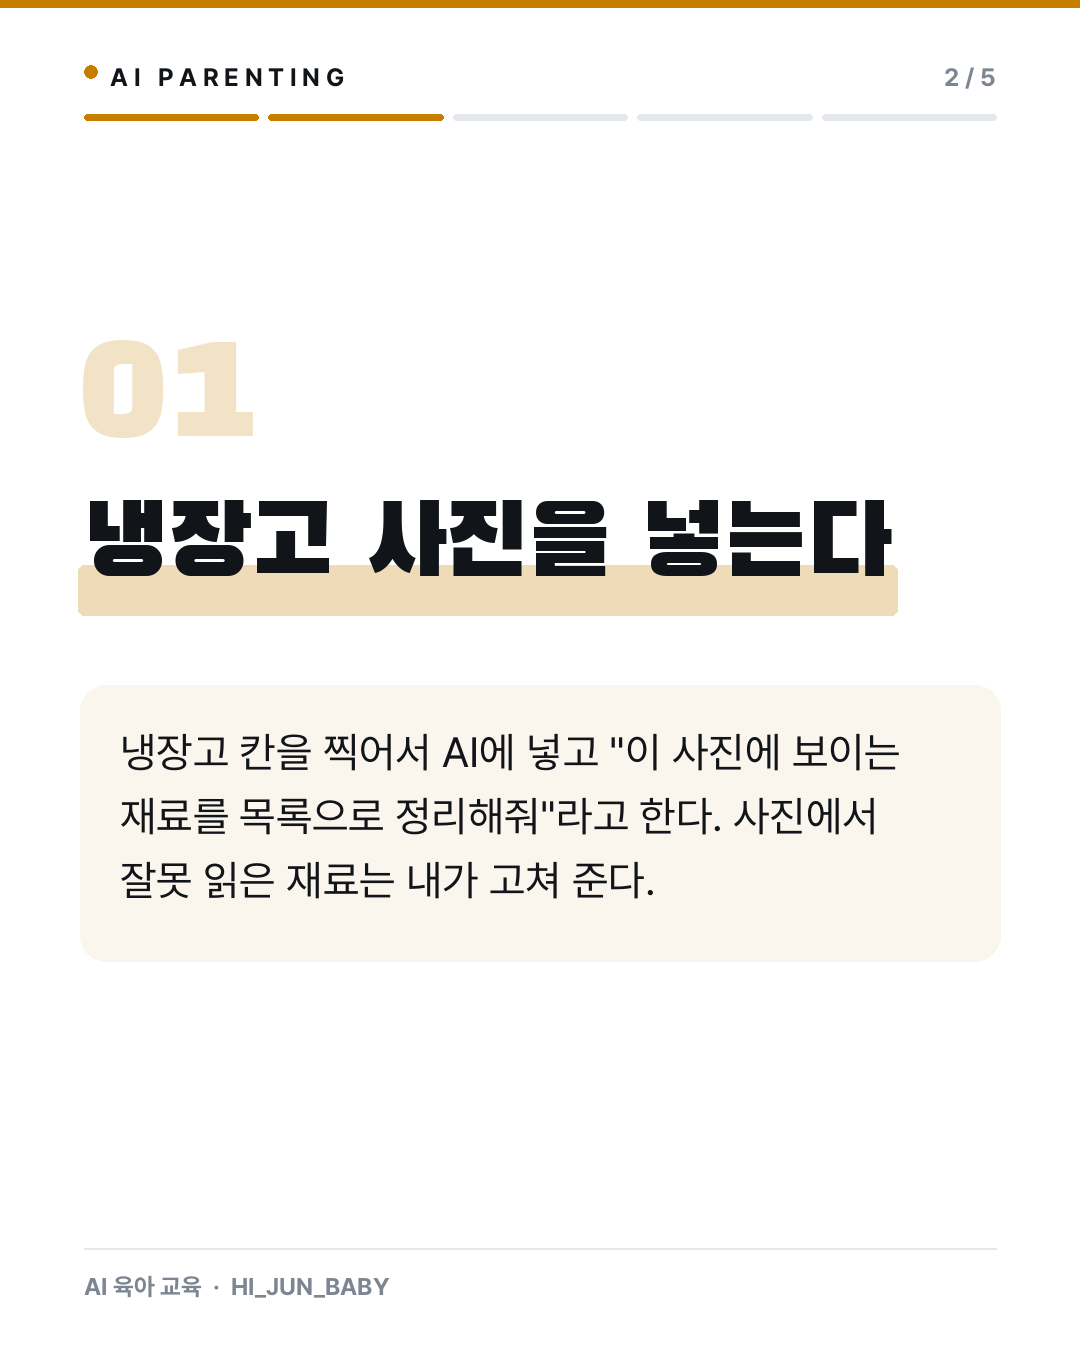 AI PARENTING
2 / 5
01
냉장고 사진을 넣는다
냉장고 칸을 찍어서 AI에 넣고 "이 사진에 보이는
재료를 목록으로 정리해줘"라고 한다. 사진에서
잘못 읽은 재료는 내가 고쳐 준다.
AI 육아 교육 · HI_JUN_BABY